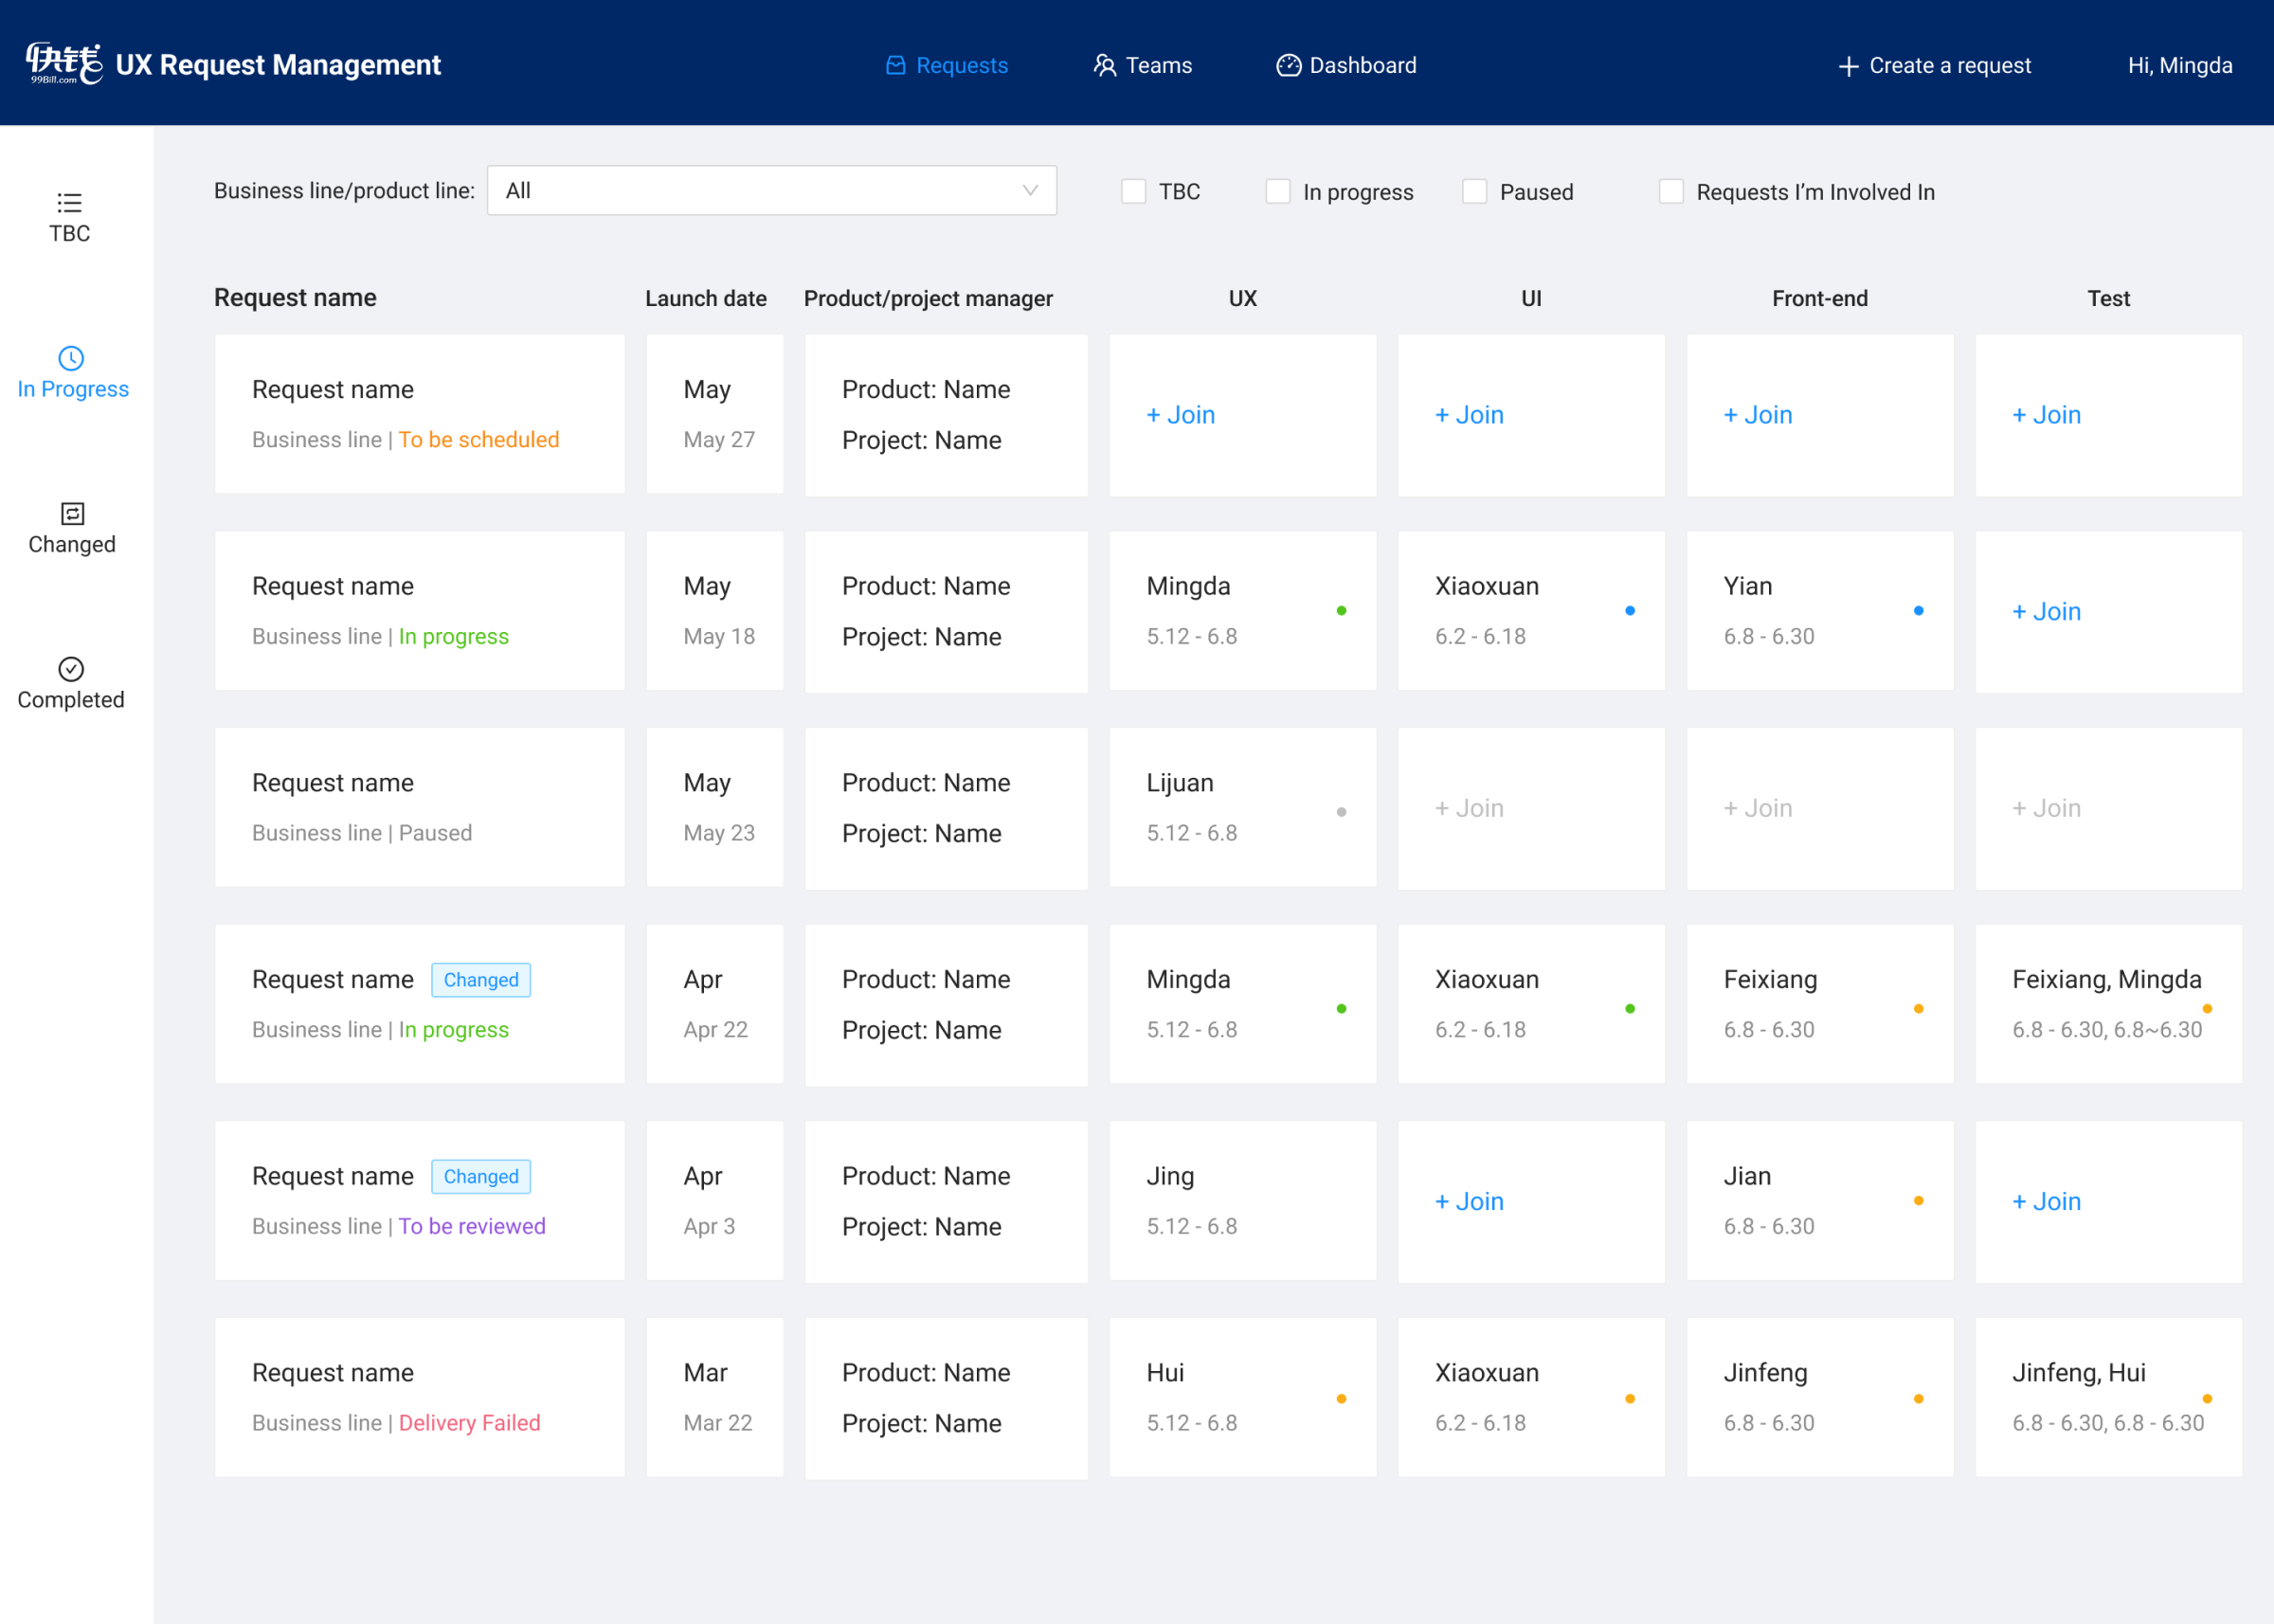 快钱
99Bill.com
UX Request Management
Requests
Teams
Dashboard
Create a request
Hi, Mingda
TBC
In Progress
Changed
Completed
Business line/product line:
All
TBC
In progress
Paused
Requests I’m Involved In
Request name
Launch date
Product/project manager
UX
UI
Front-end
Test
Request name
Business line | To be scheduled
May
May 27
Product: Name
Project: Name
+ Join
+ Join
+ Join
+ Join
Request name
Business line | In progress
May
May 18
Product: Name
Project: Name
Mingda
5.12 - 6.8
Xiaoxuan
6.2 - 6.18
Yian
6.8 - 6.30
+ Join
Request name
Business line | Paused
May
May 23
Product: Name
Project: Name
Lijuan
5.12 - 6.8
+ Join
+ Join
+ Join
Request name
Changed
Business line | In progress
Apr
Apr 22
Product: Name
Project: Name
Mingda
5.12 - 6.8
Xiaoxuan
6.2 - 6.18
Feixiang
6.8 - 6.30
Feixiang, Mingda
6.8 - 6.30, 6.8~6.30
Request name
Changed
Business line | To be reviewed
Apr
Apr 3
Product: Name
Project: Name
Jing
5.12 - 6.8
+ Join
Jian
6.8 - 6.30
+ Join
Request name
Business line | Delivery Failed
Mar
Mar 22
Product: Name
Project: Name
Hui
5.12 - 6.8
Xiaoxuan
6.2 - 6.18
Jinfeng
6.8 - 6.30
Jinfeng, Hui
6.8 - 6.30, 6.8 - 6.30